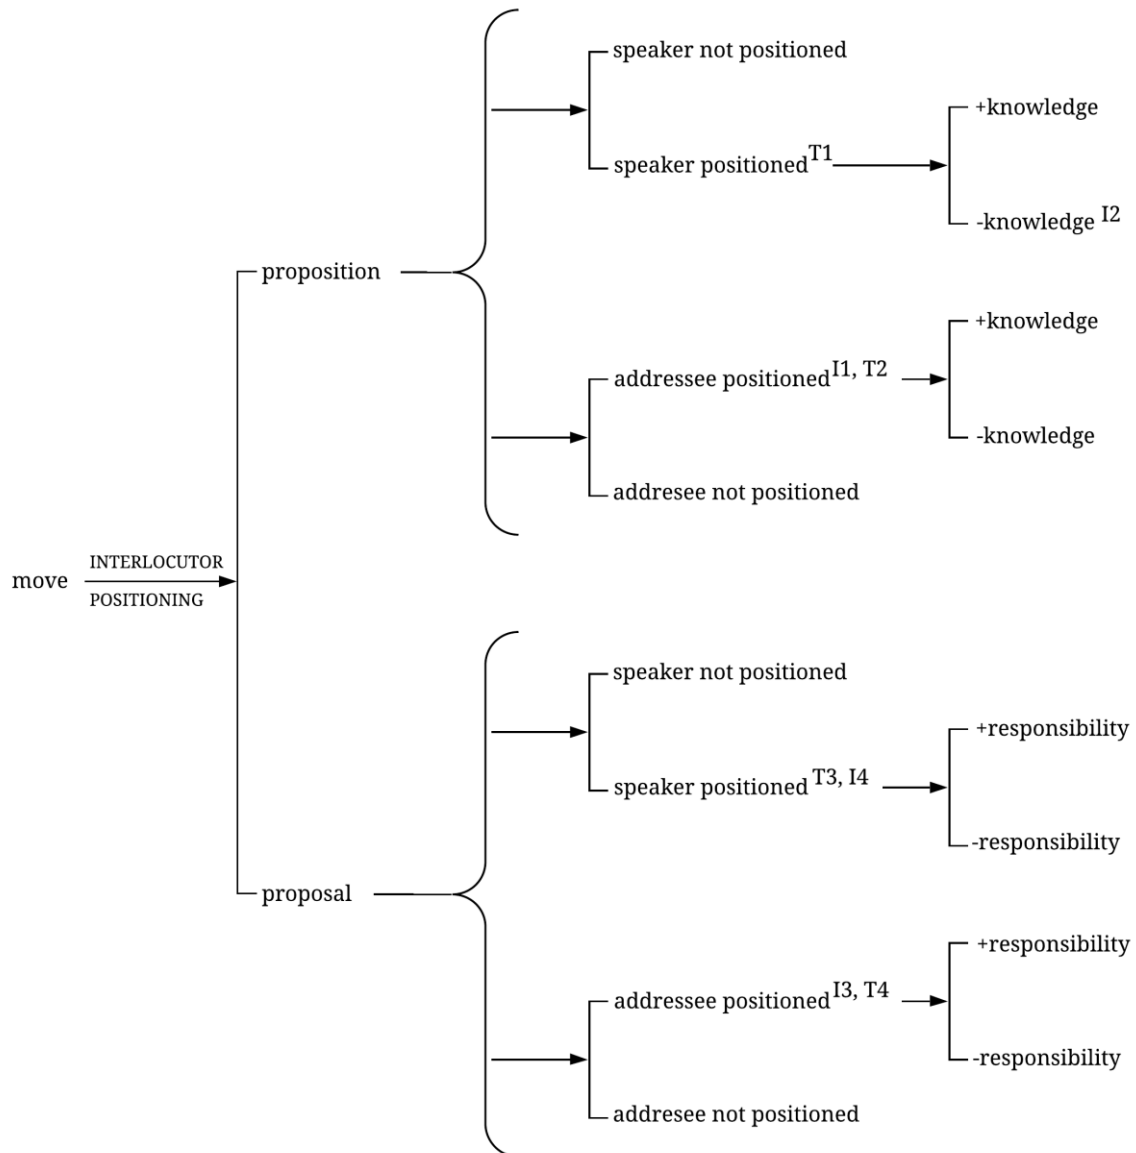 speaker not positioned
+knowledge
speaker positioned T1
-knowledge I2
proposition
+knowledge
addressee positioned I1, T2
-knowledge
addresee not positioned
INTERLOCUTOR
move
POSITIONING
speaker not positioned
+responsibility
speaker positioned T3, I4
-responsibility
proposal
+responsibility
addressee positioned I3, T4
-responsibility
addresee not positioned